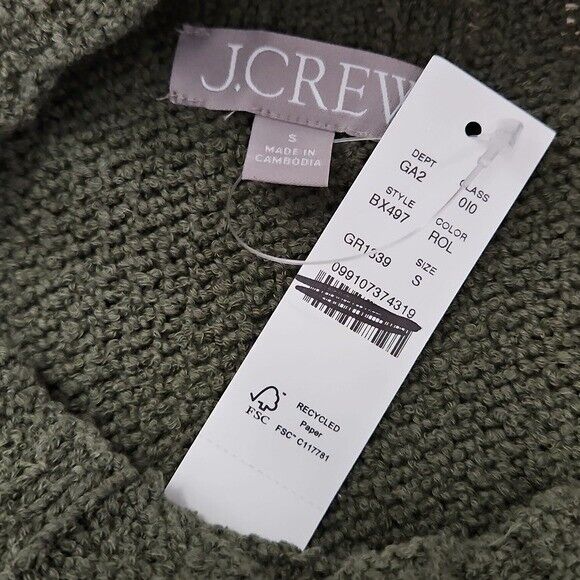 J.CREW
S
MADE IN
CAMBODIA
DEPT CLASS
GA2 010
STYLE COLOR
BX497 ROL
SIZE
GR1839 S
099107374319
FSC
RECYCLED
Paper
FSC™ C117781